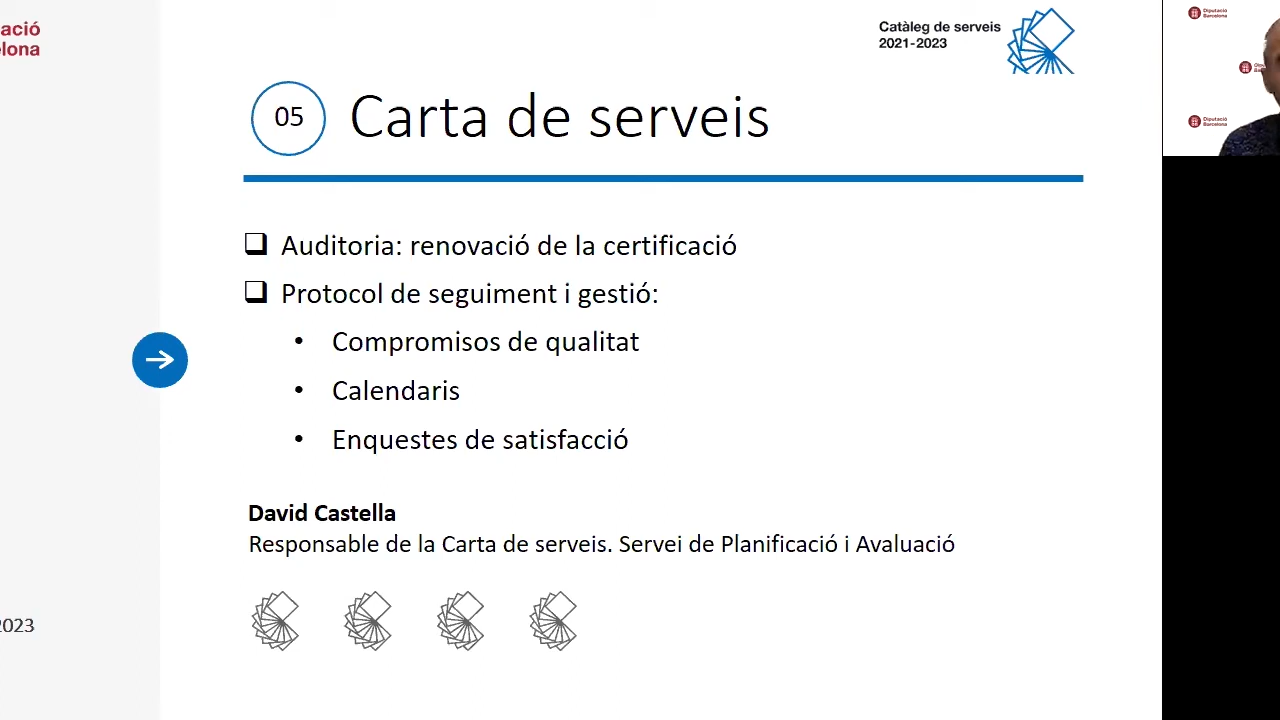 ació
elona
Catàleg de serveis
2021-2023
Diputació
Barcelona
05
Carta de serveis
Diputació
Barcelona
❑ Auditoria: renovació de la certificació
❑ Protocol de seguiment i gestió:
• Compromisos de qualitat
• Calendaris
• Enquestes de satisfacció
David Castella
Responsable de la Carta de serveis. Servei de Planificació i Avaluació
2023